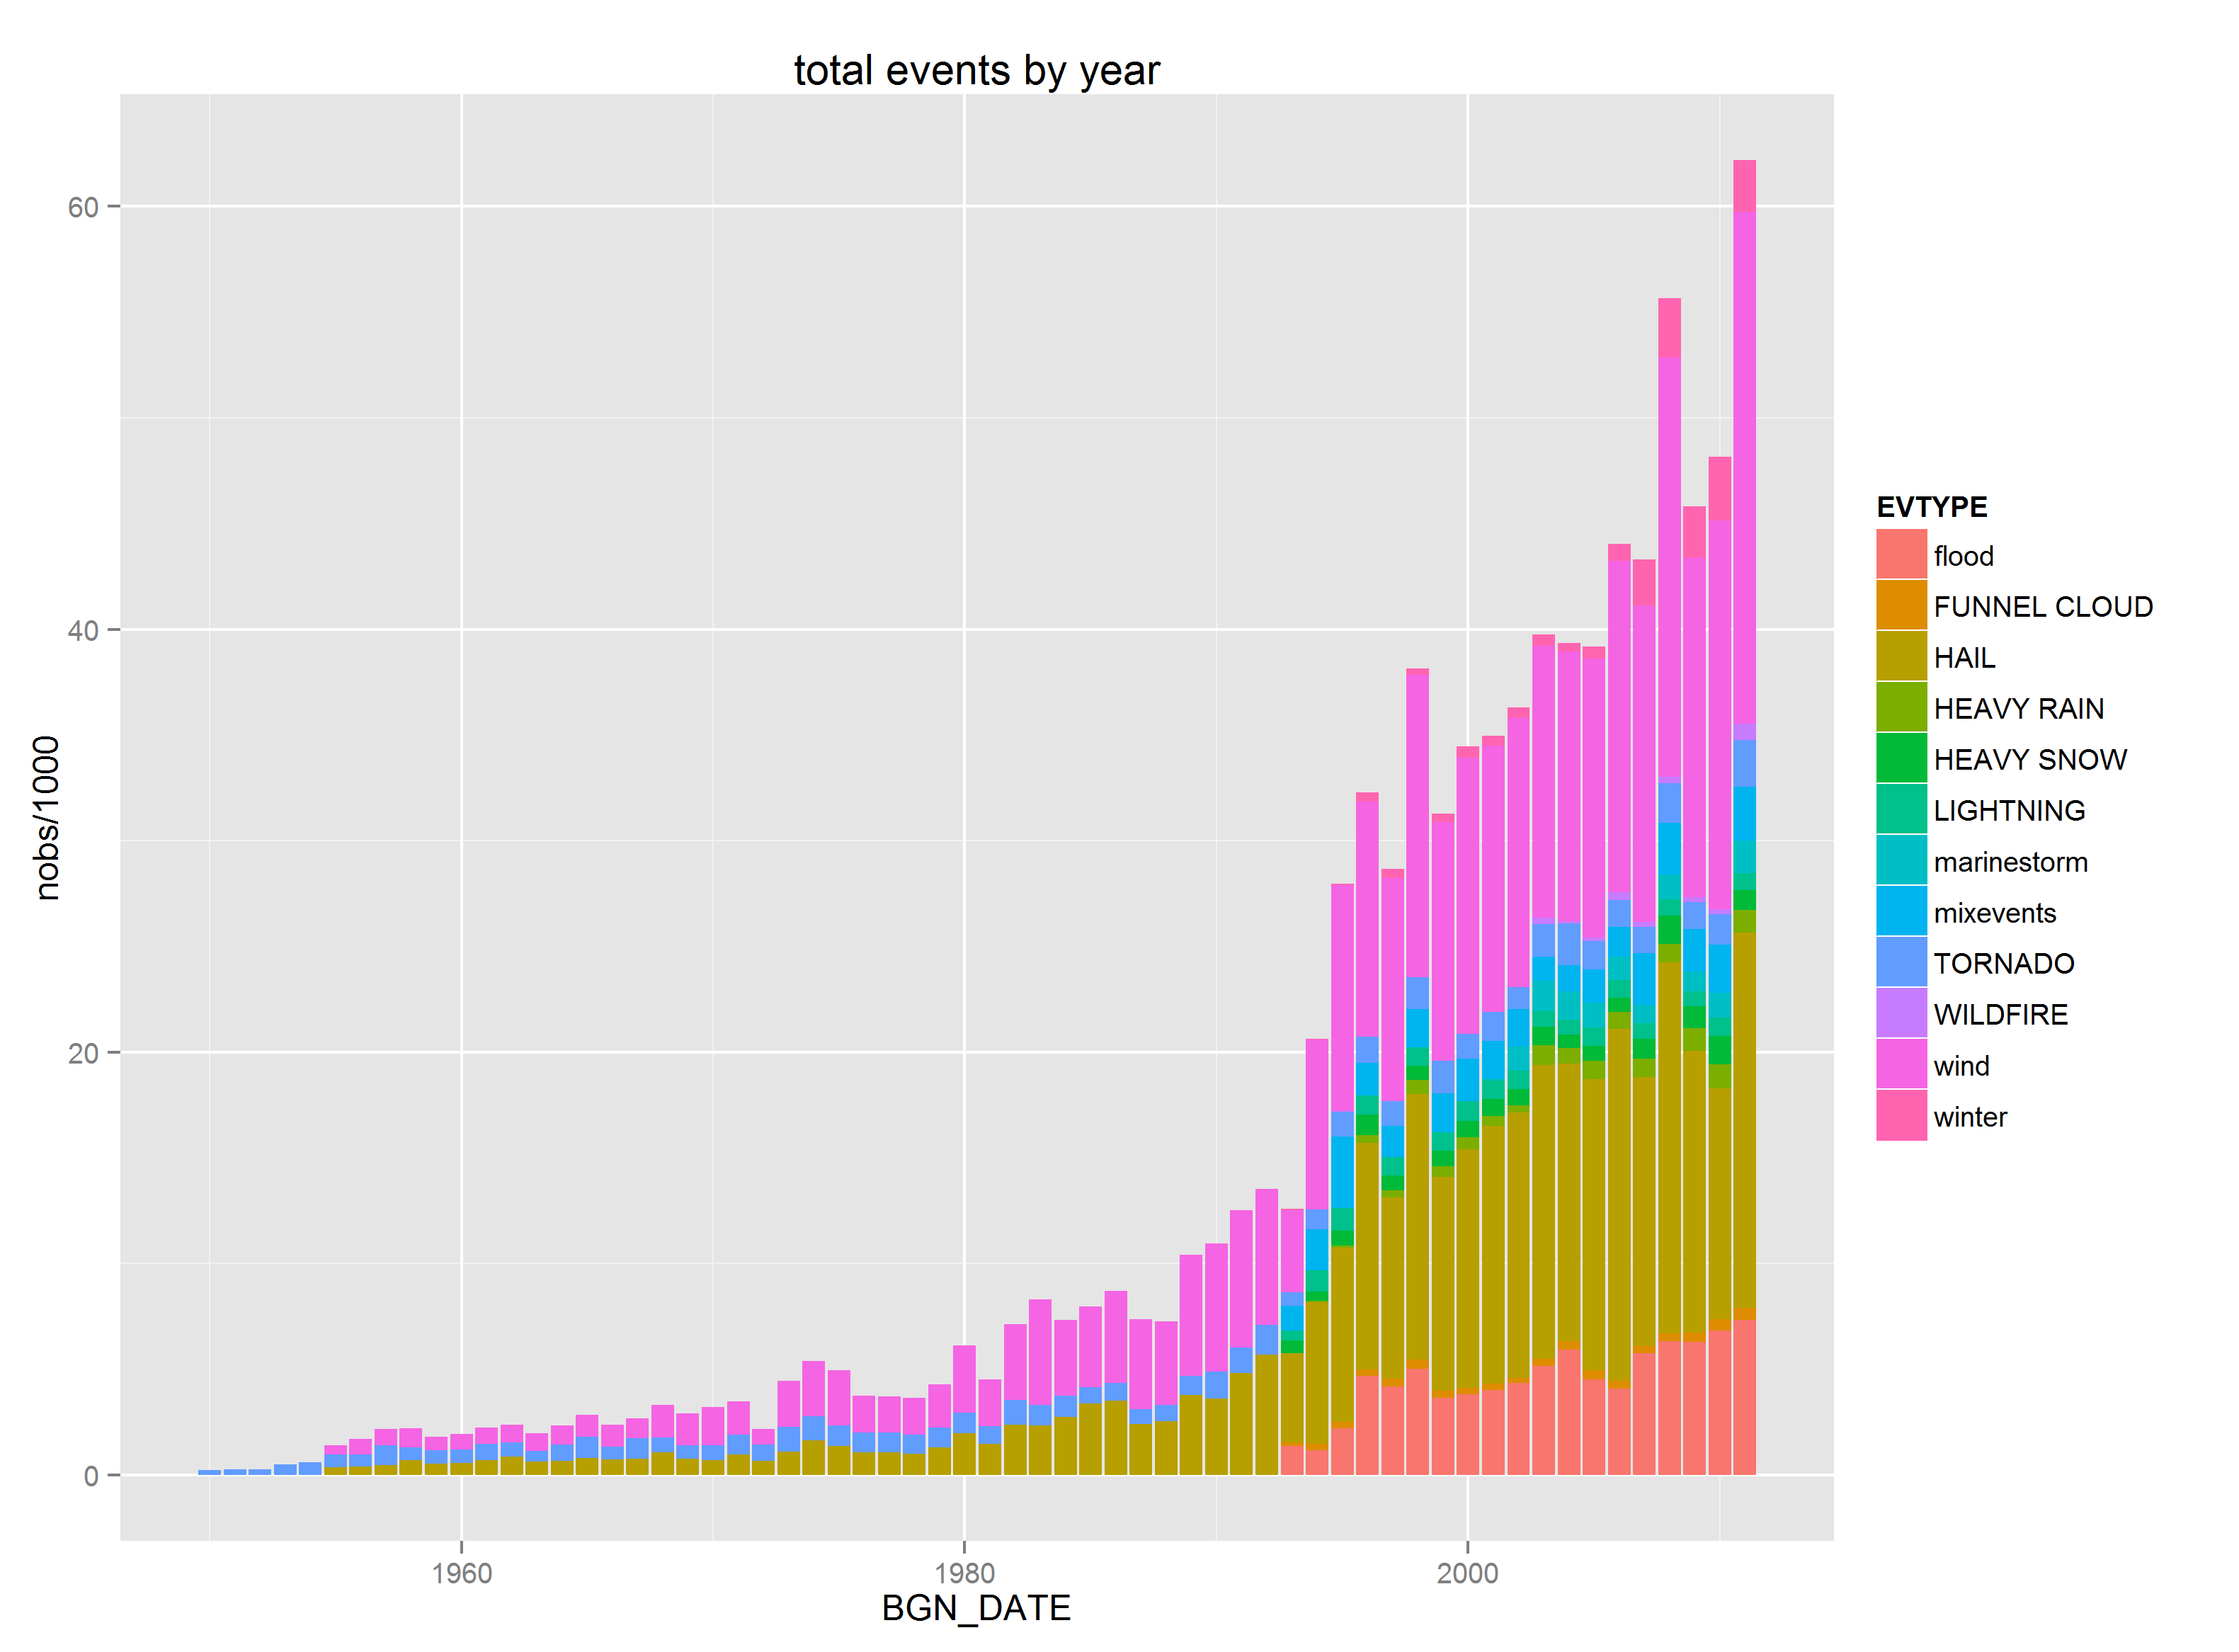 total events by year
60
40
20
0
nobs/1000
1960
1980
2000
BGN_DATE
EVTYPE
flood
FUNNEL CLOUD
HAIL
HEAVY RAIN
HEAVY SNOW
LIGHTNING
marinestorm
mixevents
TORNADO
WILDFIRE
wind
winter